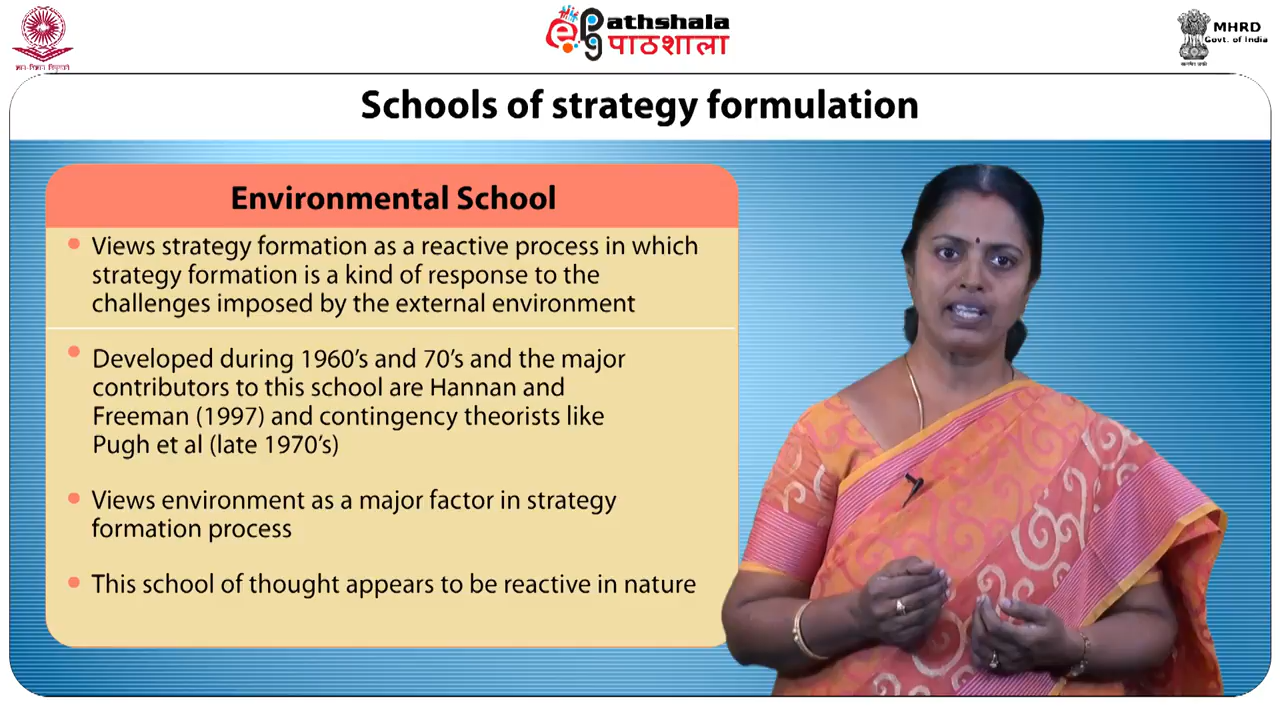 Pathshala
पाठशाला
MHRD
Govt. of India
Schools of strategy formulation
Environmental School
Views strategy formation as a reactive process in which
strategy formation is a kind of response to the
challenges imposed by the external environment
Developed during 1960’s and 70’s and the major
contributors to this school are Hannan and
Freeman (1997) and contingency theorists like
Pugh et al (late 1970’s)
Views environment as a major factor in strategy
formation process
This school of thought appears to be reactive in nature